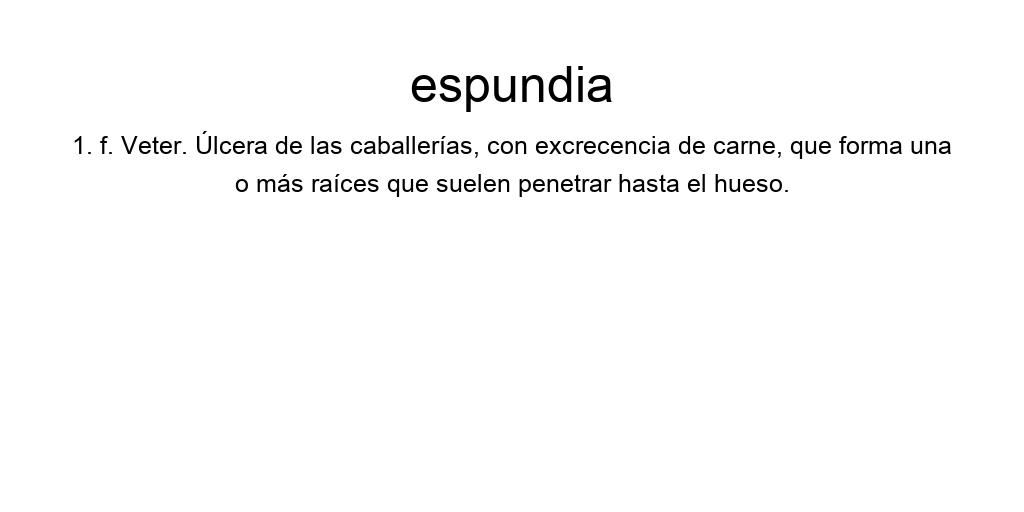 espundia
1. f. Veter. Úlcera de las caballerías, con excrecencia de carne, que forma una
o más raíces que suelen penetrar hasta el hueso.